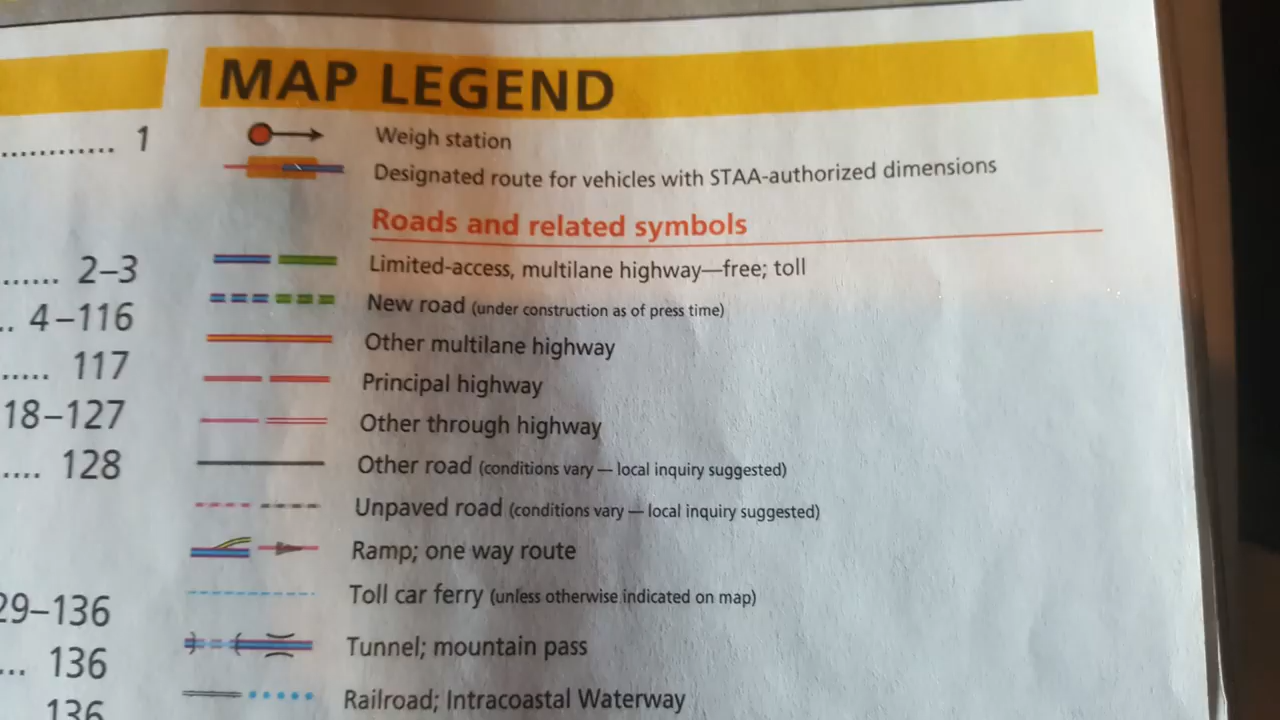 MAP LEGEND
............ 1
Weigh station
Designated route for vehicles with STAA-authorized dimensions
Roads and related symbols
...... 2–3
Limited-access, multilane highway—free; toll
.. 4–116
New road (under construction as of press time)
Other multilane highway
..... 117
Principal highway
18–127
Other through highway
.... 128
Other road (conditions vary — local inquiry suggested)
Unpaved road (conditions vary — local inquiry suggested)
Ramp; one way route
29–136
Toll car ferry (unless otherwise indicated on map)
... 136
Tunnel; mountain pass
136
Railroad; Intracoastal Waterway